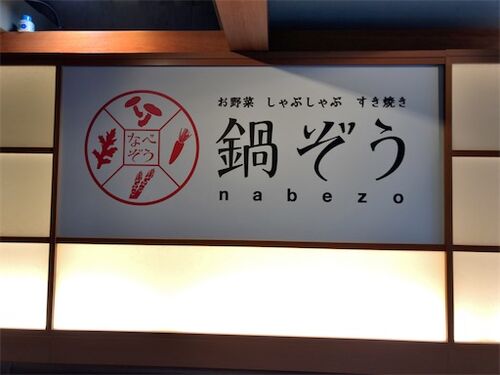 なべ
ぞう
お野菜 しゃぶしゃぶ すき焼き
鍋ぞう
nabezo